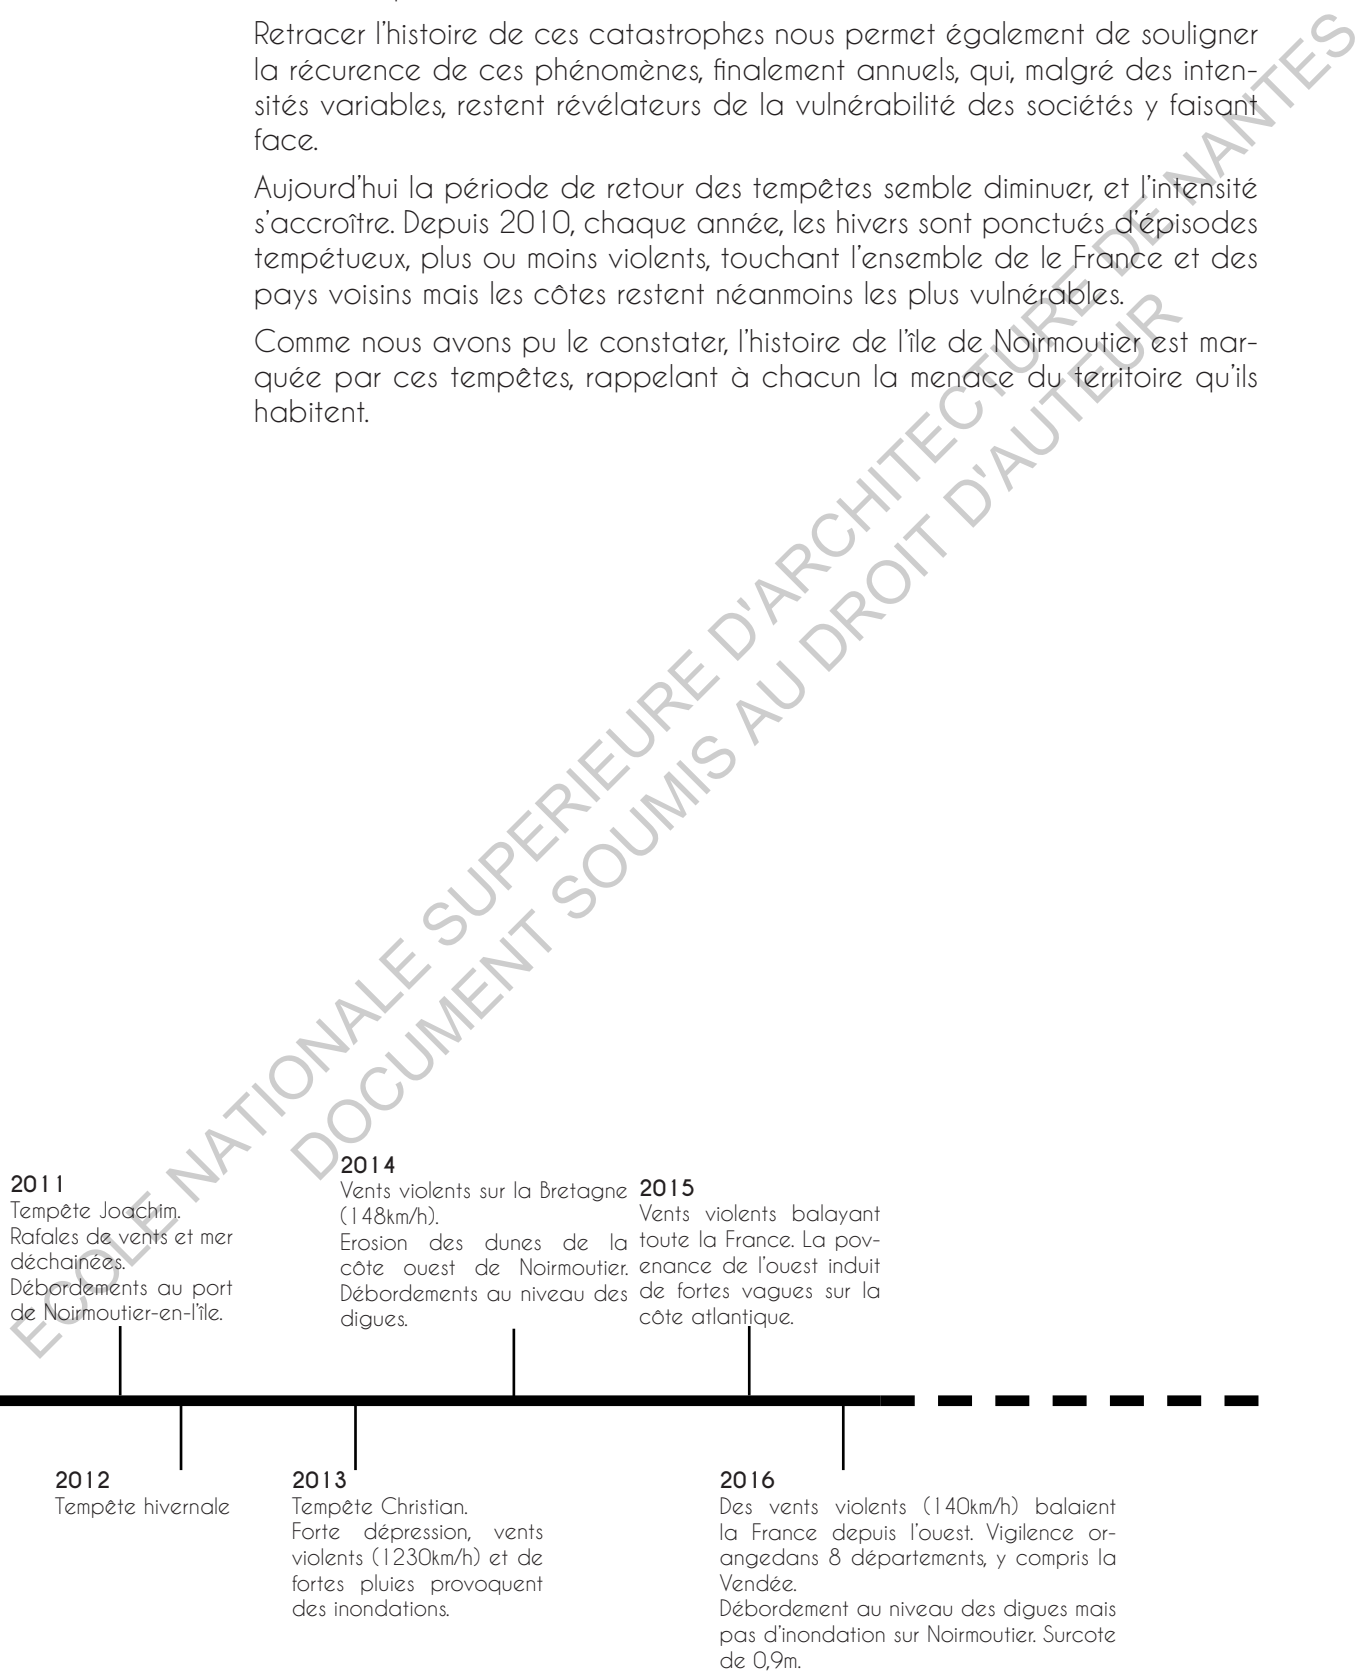 Retracer l'histoire de ces catastrophes nous permet également de souligner
la récurence de ces phénomènes, finalement annuels, qui, malgré des inten-
sités variables, restent révélateurs de la vulnérabilité des sociétés y faisant
face.
Aujourd'hui la période de retour des tempêtes semble diminuer, et l'intensité
s'accroître. Depuis 2010, chaque année, les hivers sont ponctués d'épisodes
tempétueux, plus ou moins violents, touchant l'ensemble de le France et des
pays voisins mais les côtes restent néanmoins les plus vulnérables.
Comme nous avons pu le constater, l'histoire de l'île de Noirmoutier est mar-
quée par ces tempêtes, rappelant à chacun la menace du territoire qu'ils
habitent.
ECOLE NATIONALE SUPERIEURE D'ARCHITECTURE DE NANTES
DOCUMENT SOUMIS AU DROIT D'AUTEUR
2011
Tempête Joachim.
Rafales de vents et mer
déchainées.
Débordements au port
de Noirmoutier-en-l'île.
2014
Vents violents sur la Bretagne
(148km/h).
Erosion des dunes de la
côte ouest de Noirmoutier.
Débordements au niveau des
digues.
2015
Vents violents balayant
toute la France. La pov-
enance de l'ouest induit
de fortes vagues sur la
côte atlantique.
2012
Tempête hivernale
2013
Tempête Christian.
Forte dépression, vents
violents (1230km/h) et de
fortes pluies provoquent
des inondations.
2016
Des vents violents (140km/h) balaient
la France depuis l'ouest. Vigilence or-
angedans 8 départements, y compris la
Vendée.
Débordement au niveau des digues mais
pas d'inondation sur Noirmoutier. Surcote
de 0,9m.